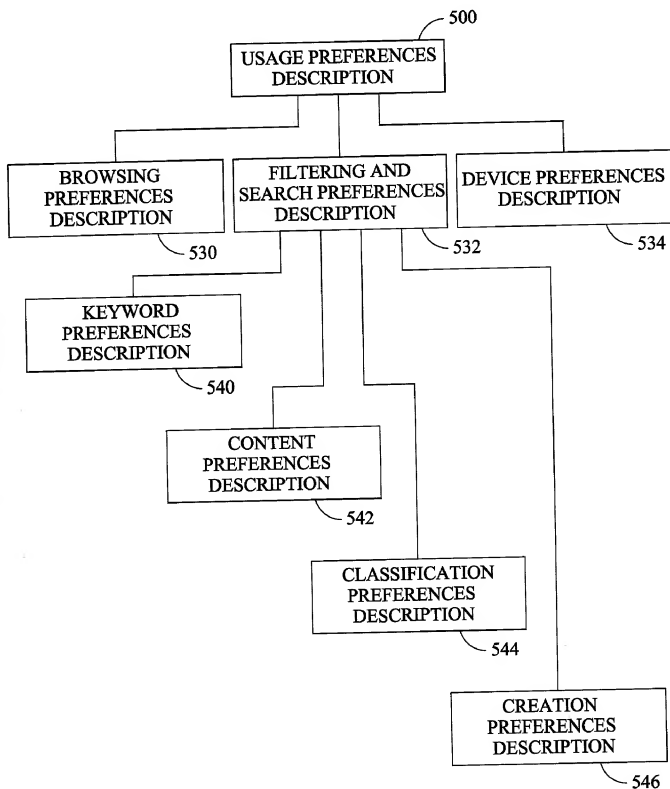 500
USAGE PREFERENCES
DESCRIPTION
BROWSING
PREFERENCES
DESCRIPTION
530
FILTERING AND
SEARCH PREFERENCES
DESCRIPTION
532
DEVICE PREFERENCES
DESCRIPTION
534
KEYWORD
PREFERENCES
DESCRIPTION
540
CONTENT
PREFERENCES
DESCRIPTION
542
CLASSIFICATION
PREFERENCES
DESCRIPTION
544
CREATION
PREFERENCES
DESCRIPTION
546